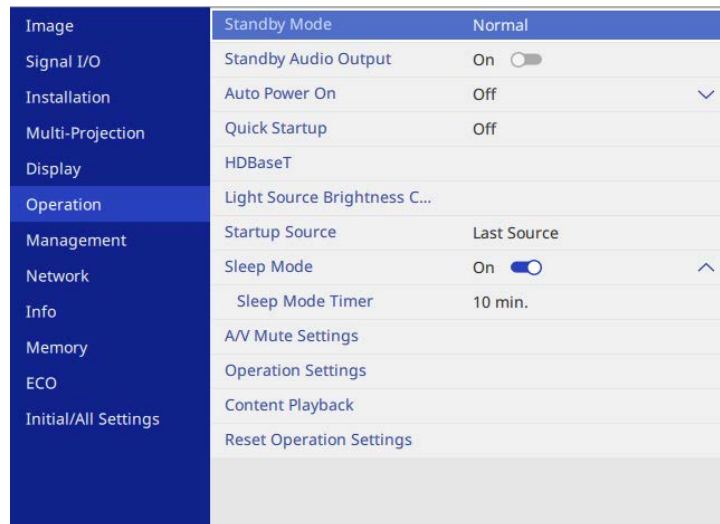 Image
Signal I/O
Installation
Multi-Projection
Display
Operation
Management
Network
Info
Memory
ECO
Initial/All Settings
Standby Mode Normal
Standby Audio Output On
Auto Power On Off
Quick Startup Off
HDBaseT
Light Source Brightness C...
Startup Source Last Source
Sleep Mode On
Sleep Mode Timer 10 min.
A/V Mute Settings
Operation Settings
Content Playback
Reset Operation Settings